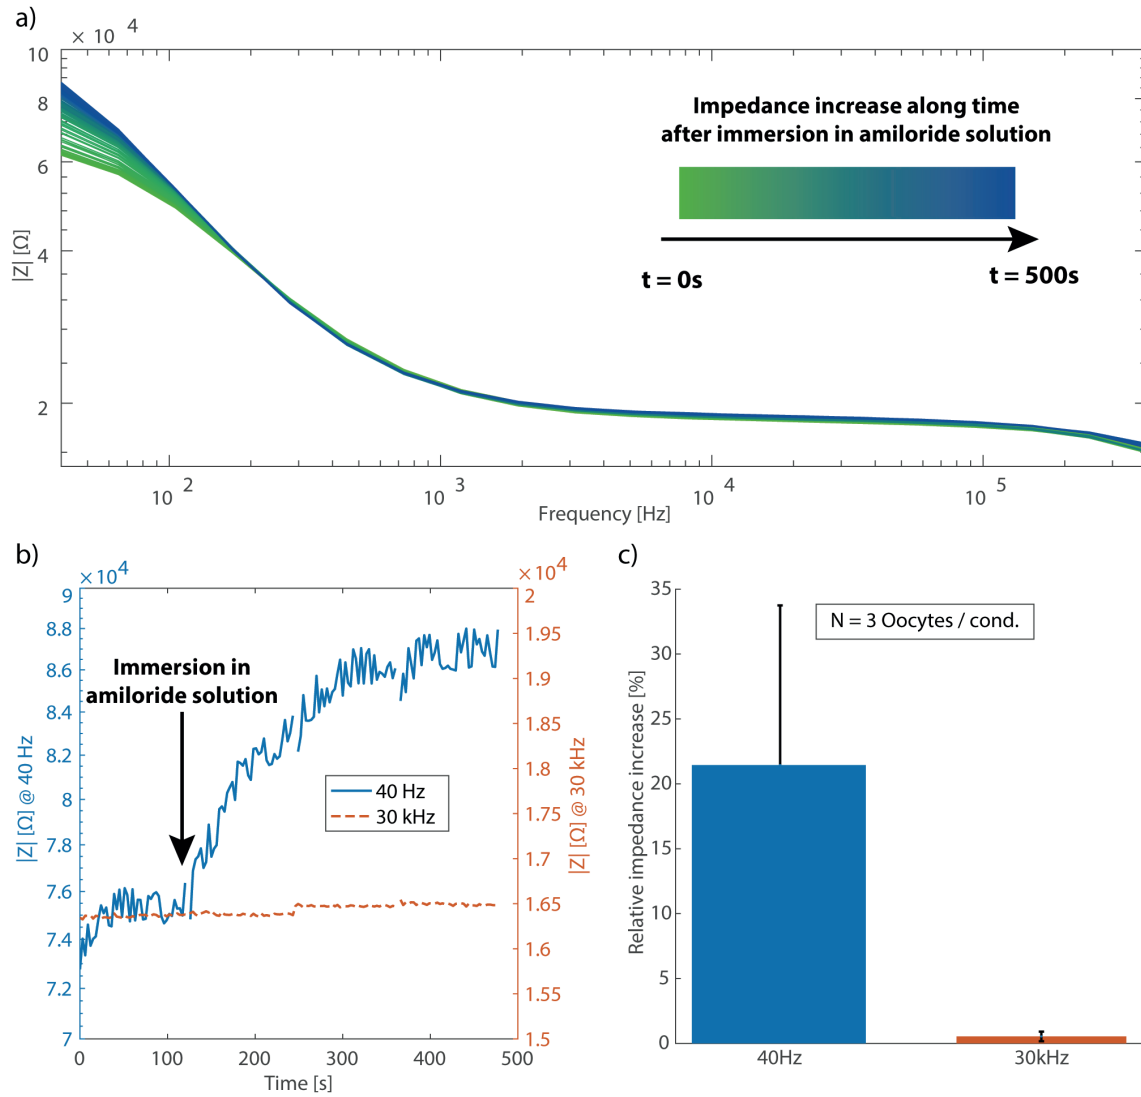 a)
× 10 4
10
8
6
4
2
|Z| [Ω]
Impedance increase along time
after immersion in amiloride solution
t = 0s
t = 500s
10 2
10 3
10 4
10 5
Frequency [Hz]
b)
×10⁴
9
8.8
8.6
8.4
8.2
8
7.8
7.6
7.4
7.2
7
|Z| [Ω] @ 40 Hz
Immersion in
amiloride solution
40 Hz
30 kHz
×10⁴
2
1.95
1.9
1.85
1.8
1.75
1.7
1.65
1.6
1.55
1.5
|Z| [Ω] @ 30 kHz
0
100
200
300
400
500
Time [s]
c)
35
30
25
20
15
10
5
0
Relative impedance increase [%]
N = 3 Oocytes / cond.
40Hz
30kHz